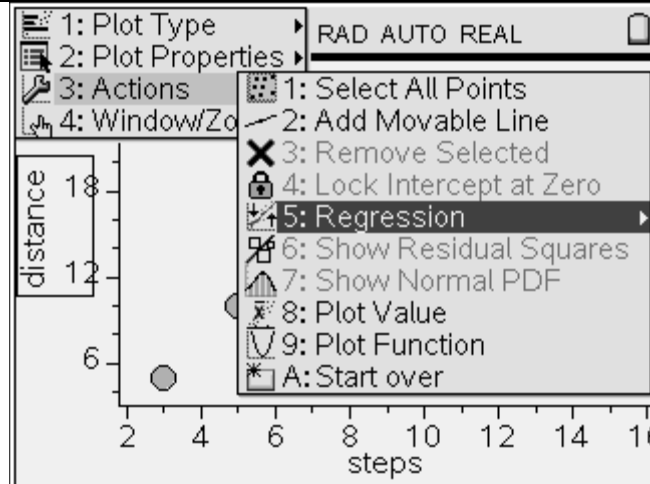 1: Plot Type
2: Plot Properties
3: Actions
4: Window/Zo
RAD AUTO REAL
1: Select All Points
2: Add Movable Line
3: Remove Selected
4: Lock Intercept at Zero
5: Regression
6: Show Residual Squares
7: Show Normal PDF
8: Plot Value
9: Plot Function
A: Start over
distance
18
12
6
2 4 6 8 10 12 14
steps